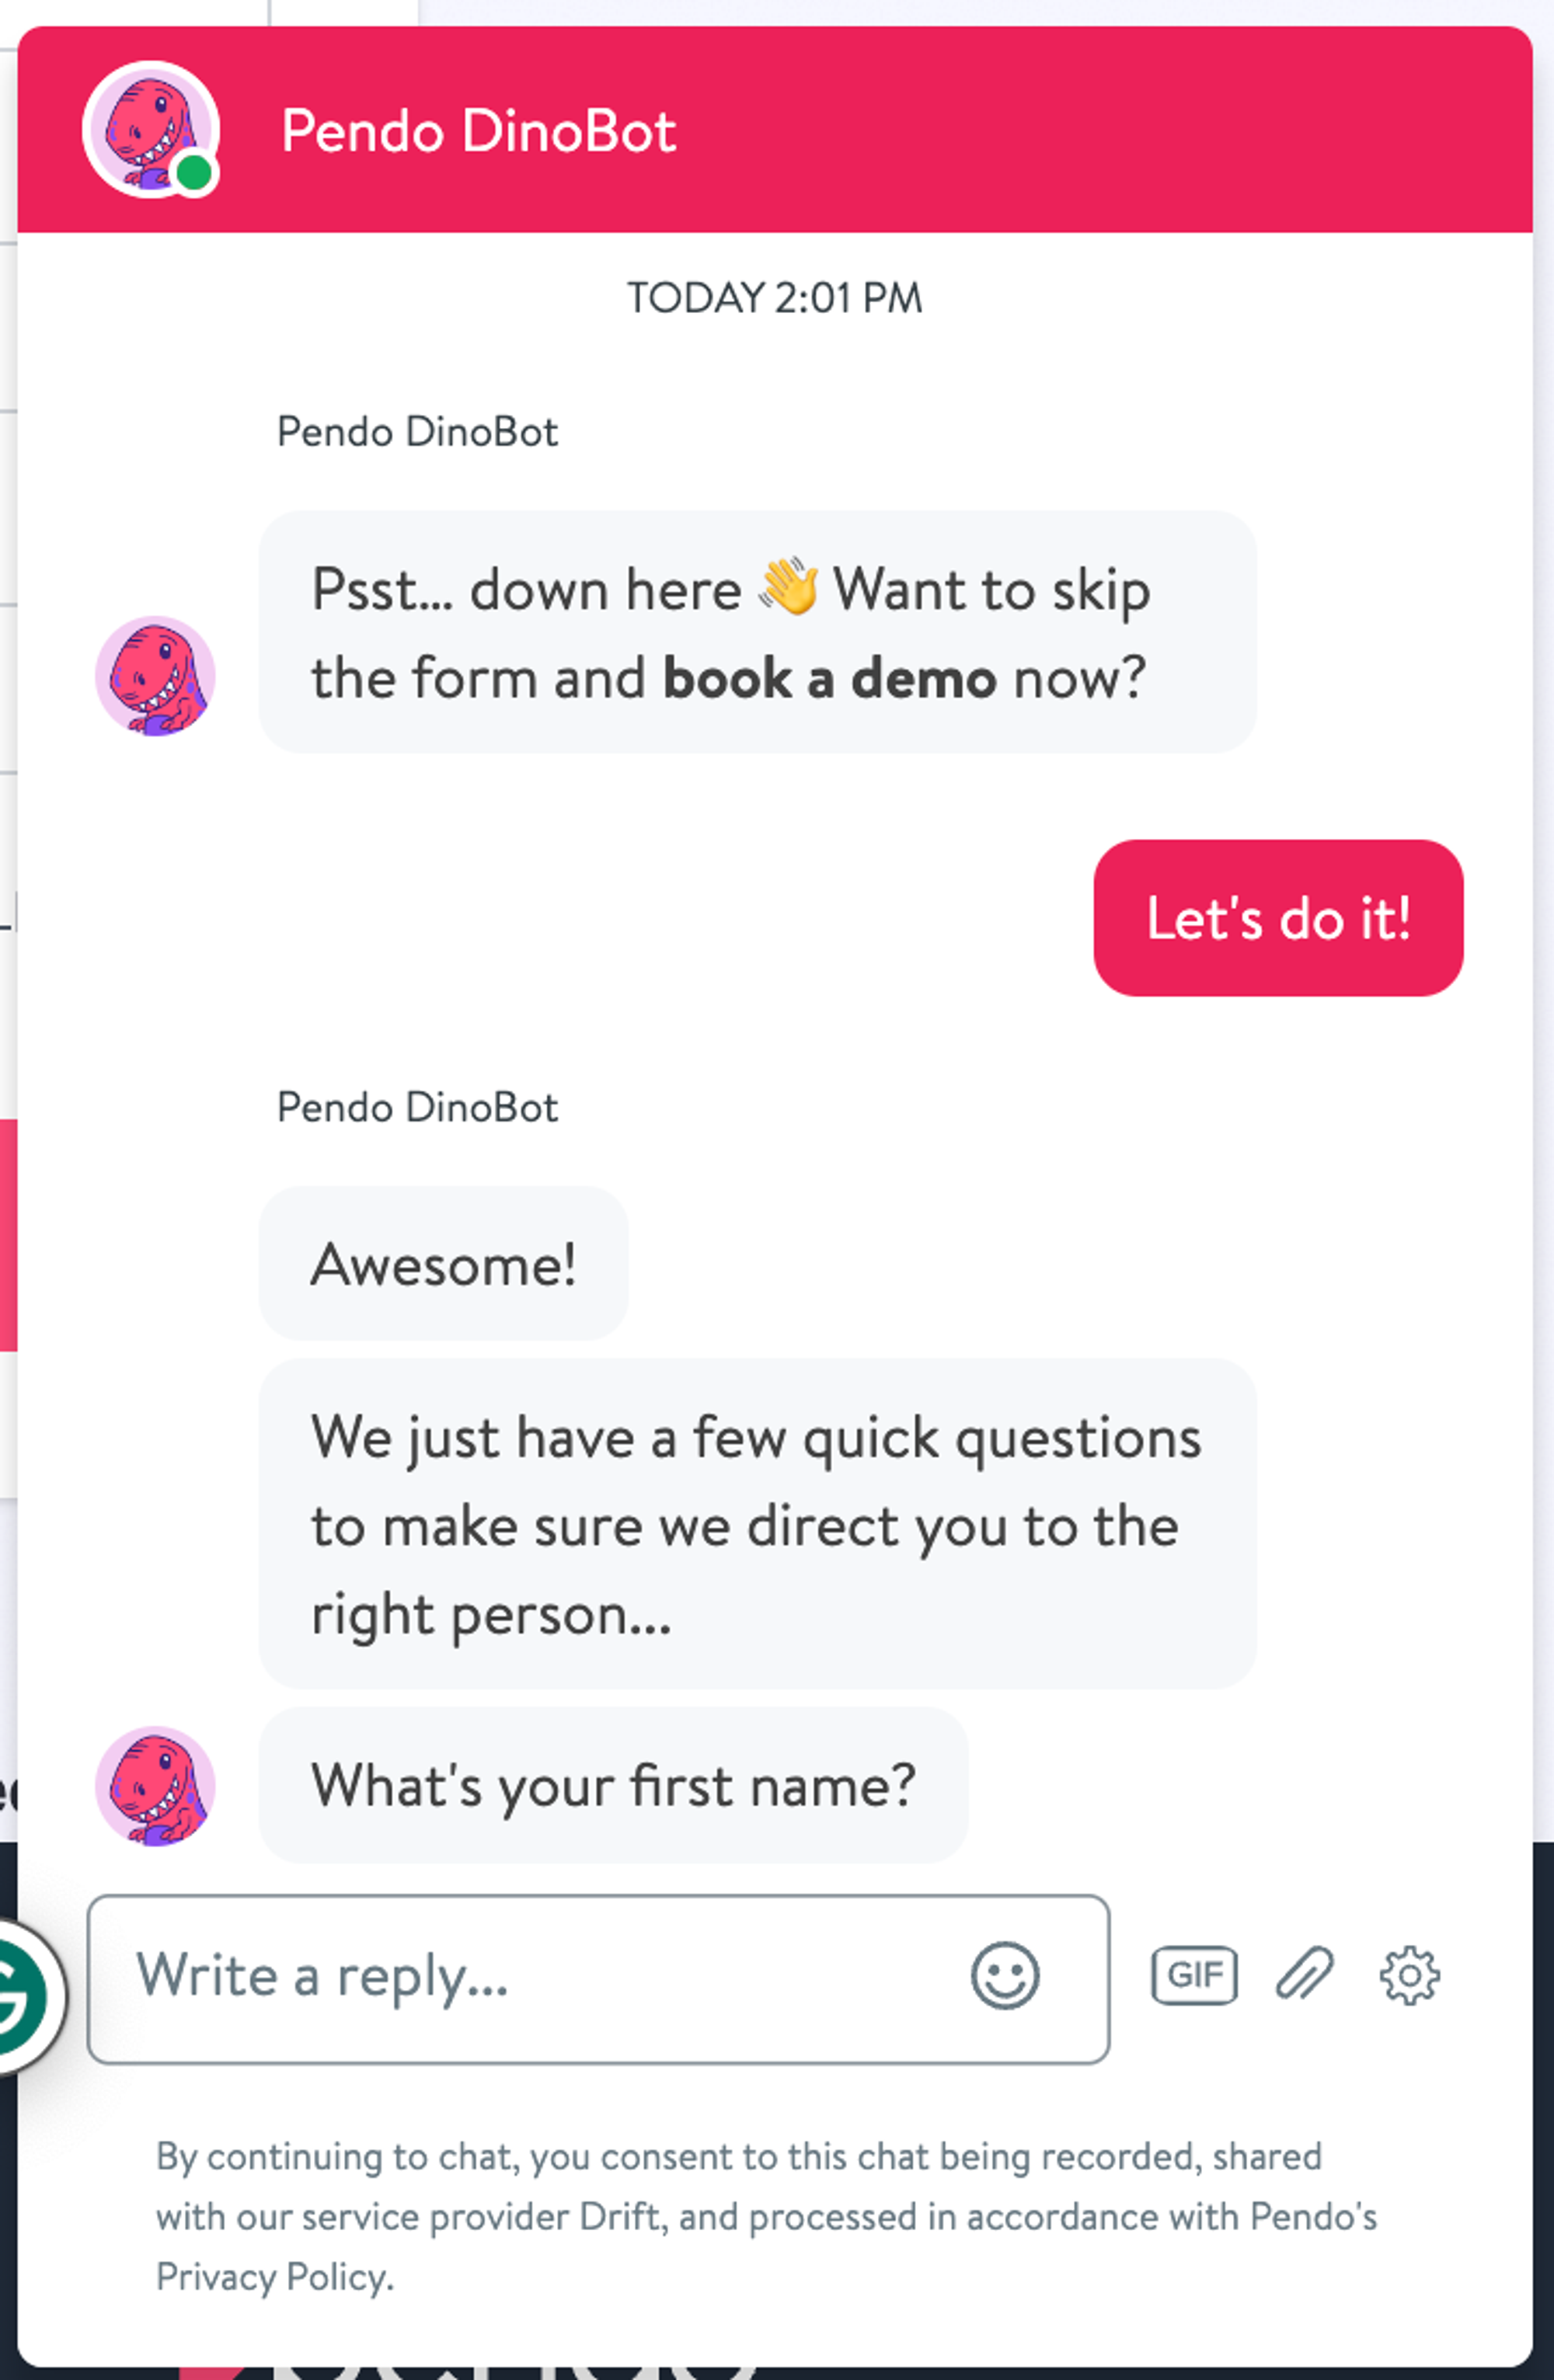 Pendo DinoBot
TODAY 2:01 PM
Pendo DinoBot
Psst... down here 👋 Want to skip
the form and book a demo now?
Let's do it!
Pendo DinoBot
Awesome!
We just have a few quick questions
to make sure we direct you to the
right person...
What's your first name?
Write a reply...
GIF
By continuing to chat, you consent to this chat being recorded, shared
with our service provider Drift, and processed in accordance with Pendo's
Privacy Policy.